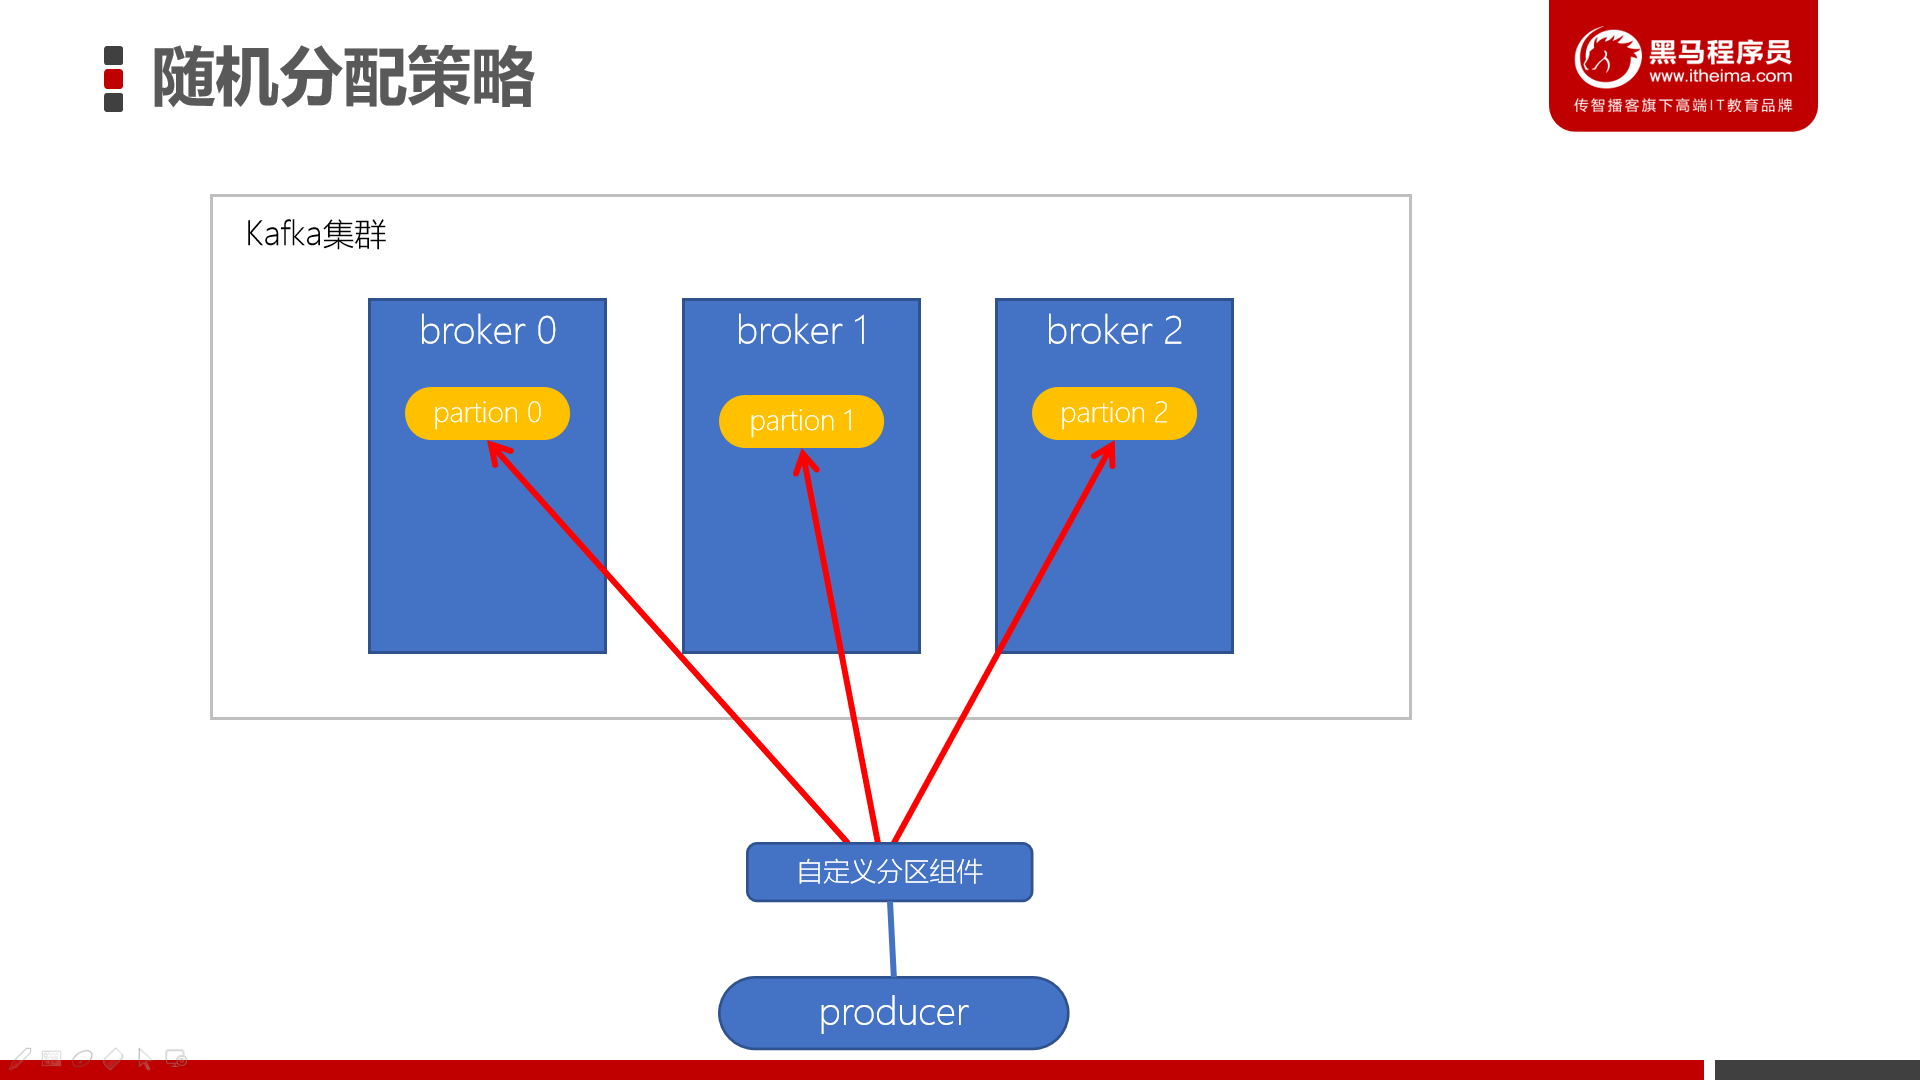 随机分配策略
黑马程序员
www.itheima.com
传智播客旗下高端IT教育品牌
Kafka集群
broker 0
broker 1
broker 2
partion 0
partion 1
partion 2
自定义分区组件
producer